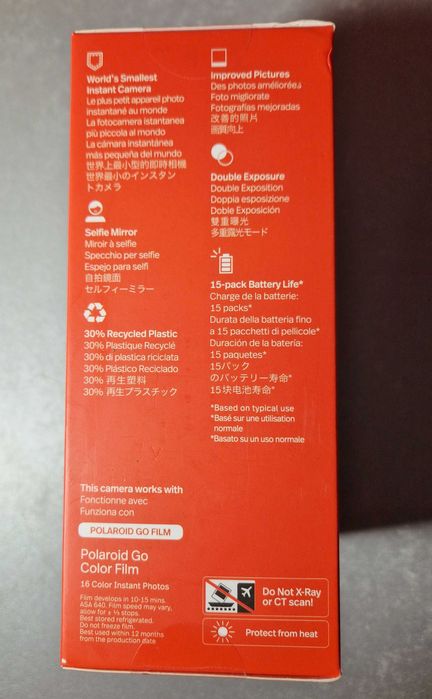 World's Smallest
Instant Camera
Le plus petit appareil photo
instantané au monde
La fotocamera istantanea
più piccola al mondo
La cámara instantánea
más pequeña del mundo
世界上最小型的即時相機
世界最小のインスタン
トカメラ
Selfie Mirror
Miroir à selfie
Specchio per selfie
Espejo para selfi
自拍鏡面
セルフィーミラー
30% Recycled Plastic
30% Plastique Recyclé
30% di plastica riciclata
30% Plástico Reciclado
30% 再生塑料
30% 再生プラスチック
Improved Pictures
Des photos améliorées
Foto migliorate
Fotografías mejoradas
改善的照片
画質向上
Double Exposure
Double Exposition
Doppia esposizione
Doble Exposición
雙重曝光
多重露光モード
15-pack Battery Life*
Charge de la batterie:
15 packs*
Durata della batteria fino
a 15 pacchetti di pellicole*
Duración de la batería:
15 paquetes*
15パック
のバッテリー寿命*
15块电池寿命*
*Based on typical use
*Basé sur une utilisation
normale
*Basato su un uso normale
This camera works with
Fonctionne avec
Funziona con
POLAROID GO FILM
Polaroid Go
Color Film
16 Color Instant Photos
Film develops in 10-15 mins.
ASA 640. Film speed may vary,
allow for ± ⅓ stops.
Best stored refrigerated.
Do not freeze film.
Best used within 12 months
from the production date
Do Not X-Ray
or CT scan!
Protect from heat